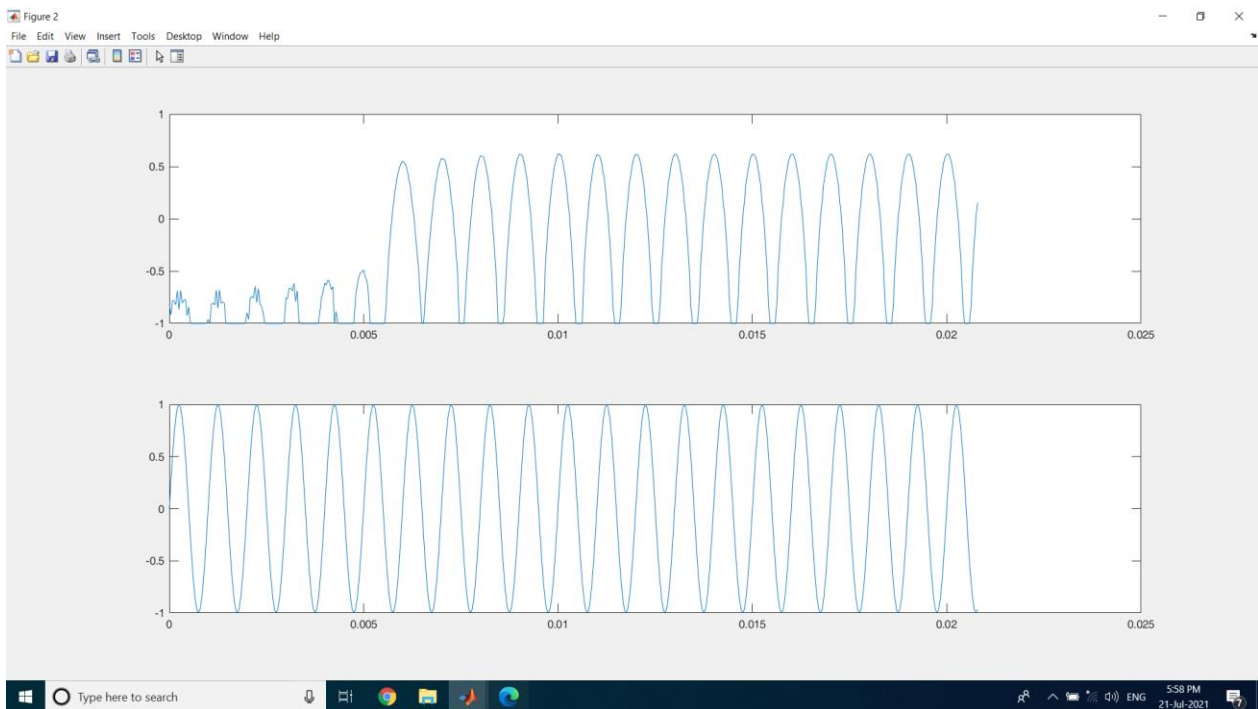 Figure 2
File Edit View Insert Tools Desktop Window Help
1
0.5
0
-0.5
-1
0 0.005 0.01 0.015 0.02 0.025
1
0.5
0
-0.5
-1
0 0.005 0.01 0.015 0.02 0.025
Type here to search
ENG
5:58 PM
21-Jul-2021
7